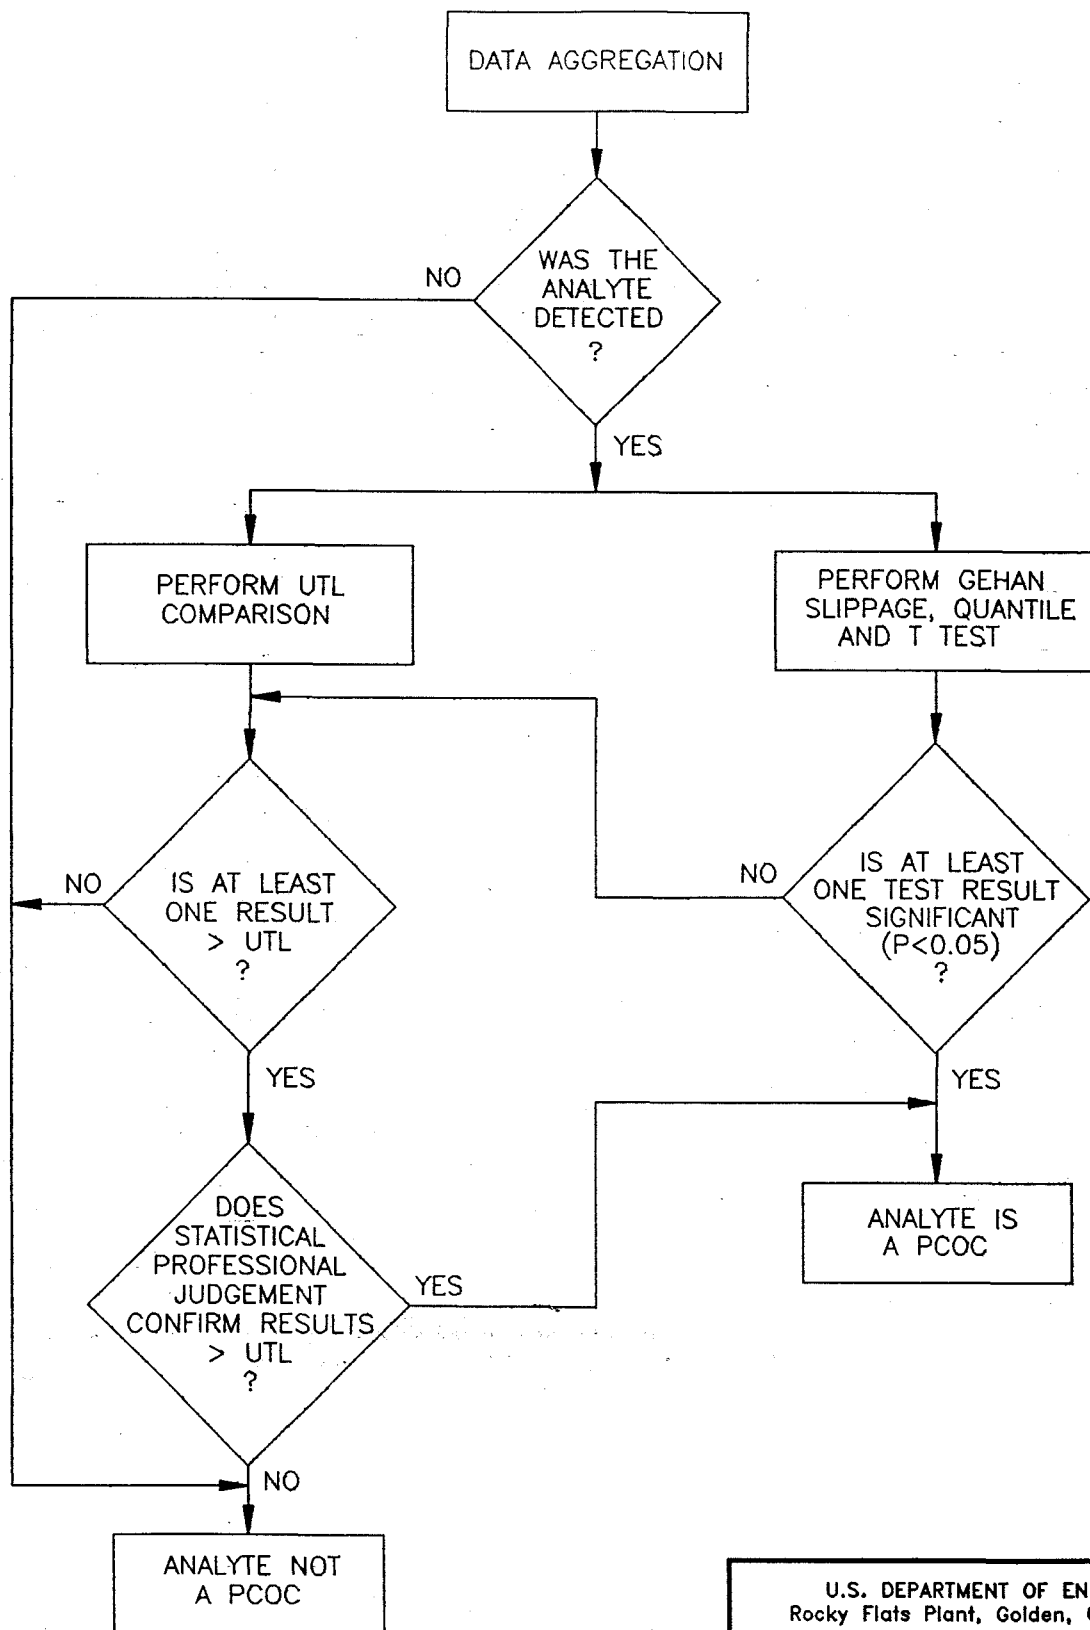 DATA AGGREGATION
WAS THE
ANALYTE
DETECTED
?
NO
YES
PERFORM UTL
COMPARISON
PERFORM GEHAN
SLIPPAGE, QUANTILE
AND T TEST
IS AT LEAST
ONE RESULT
> UTL
?
NO
YES
IS AT LEAST
ONE TEST RESULT
SIGNIFICANT
(P<0.05)
?
NO
YES
DOES
STATISTICAL
PROFESSIONAL
JUDGEMENT
CONFIRM RESULTS
> UTL
?
YES
NO
ANALYTE IS
A PCOC
ANALYTE NOT
A PCOC
U.S. DEPARTMENT OF
Rocky Flats Plant, Golden,